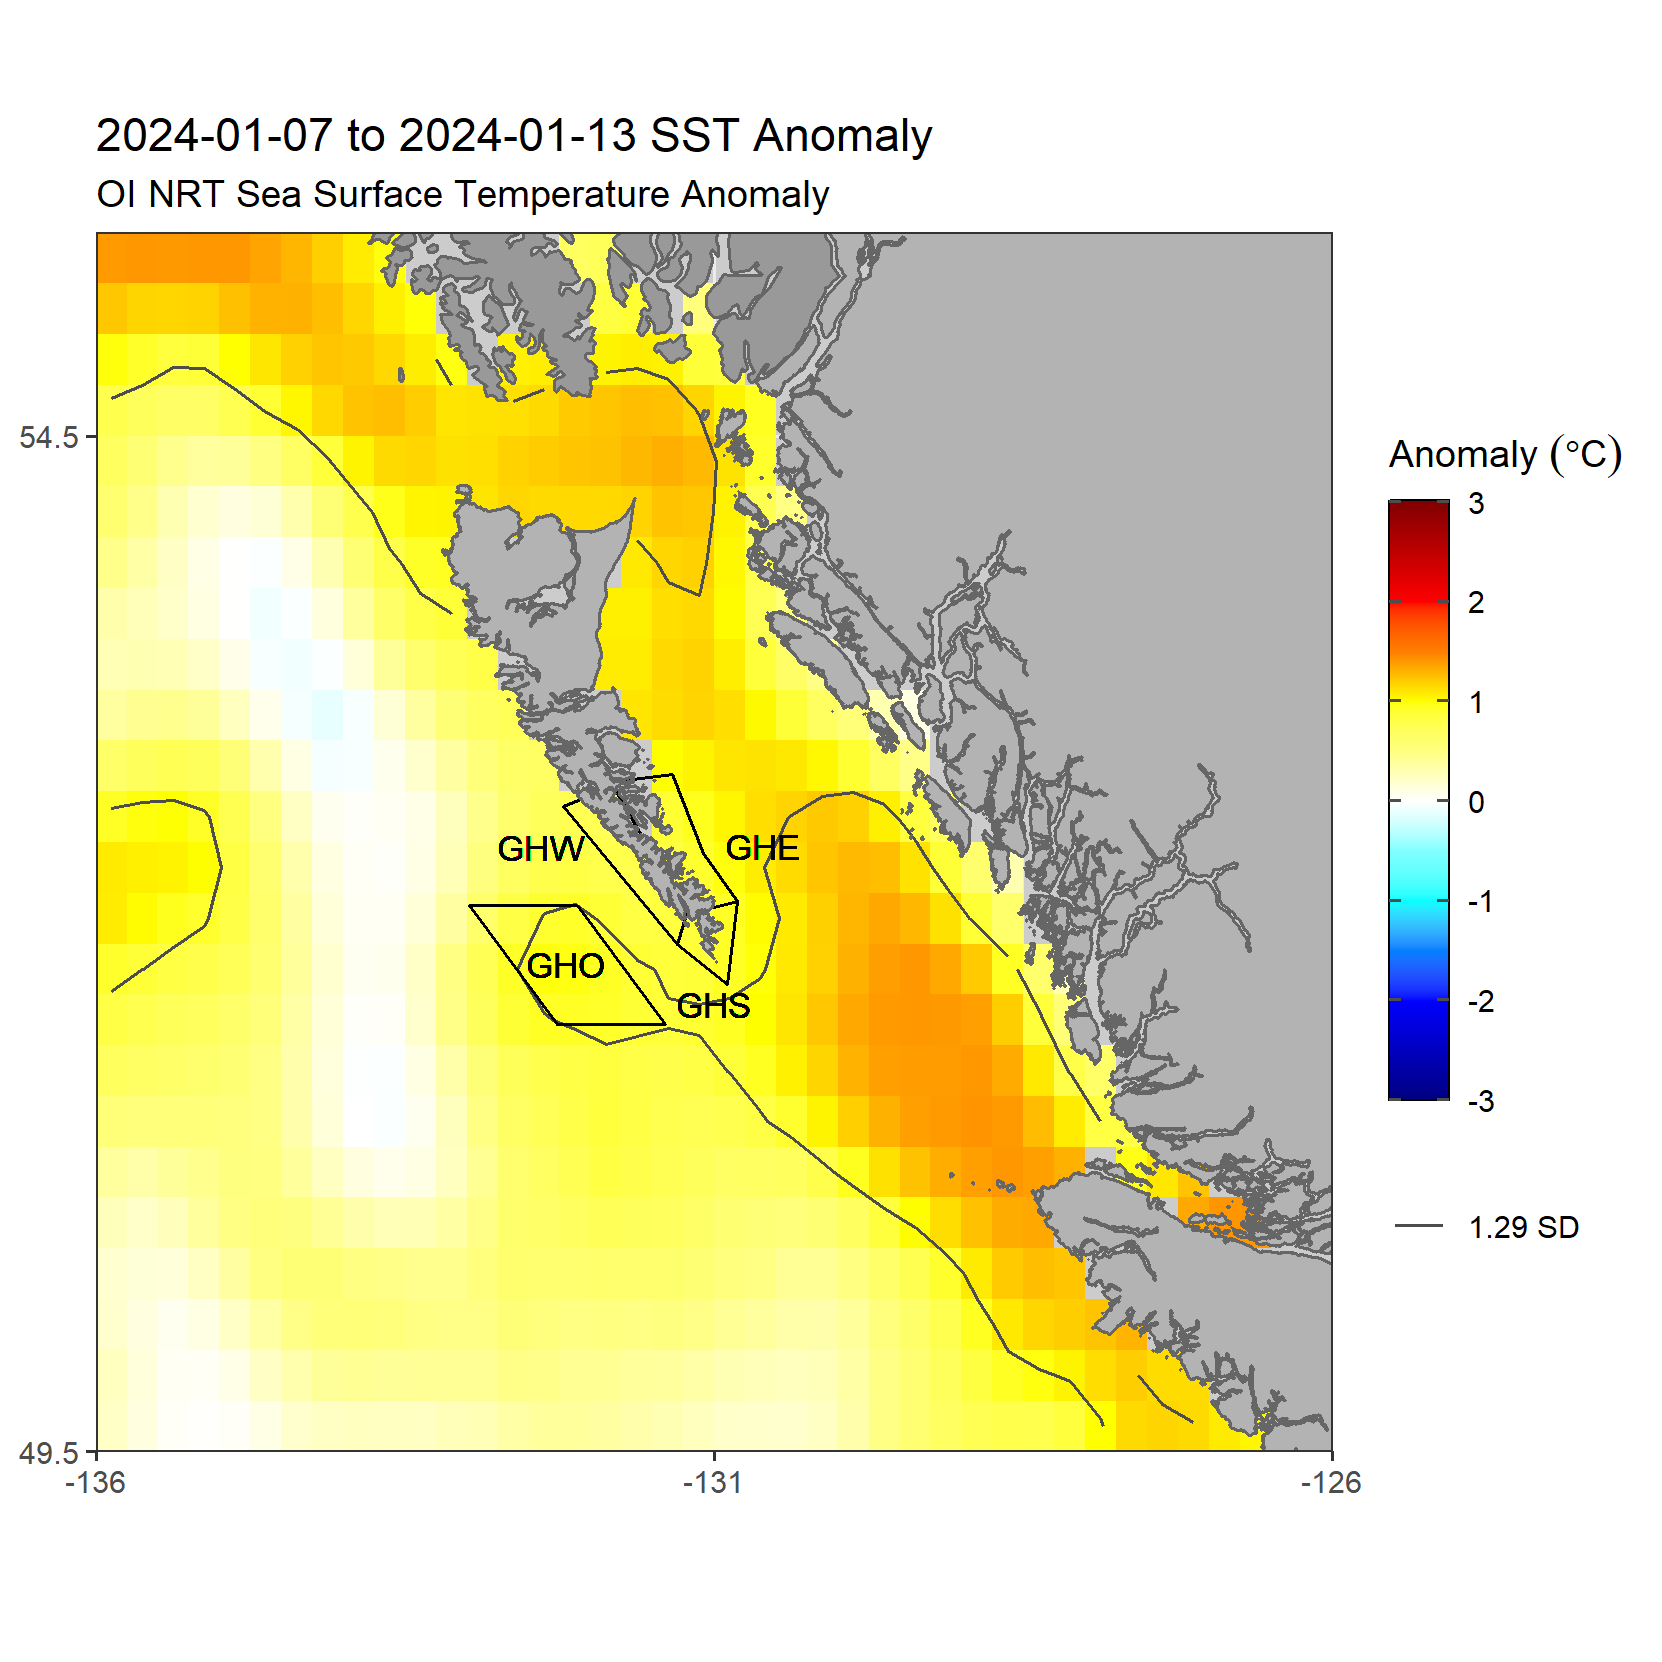 2024-01-07 to 2024-01-13 SST Anomaly
OI NRT Sea Surface Temperature Anomaly
54.5
49.5
-136
-131
-126
GHW
GHE
GHO
GHS
Anomaly (°C)
3
2
1
0
-1
-2
-3
1.29 SD